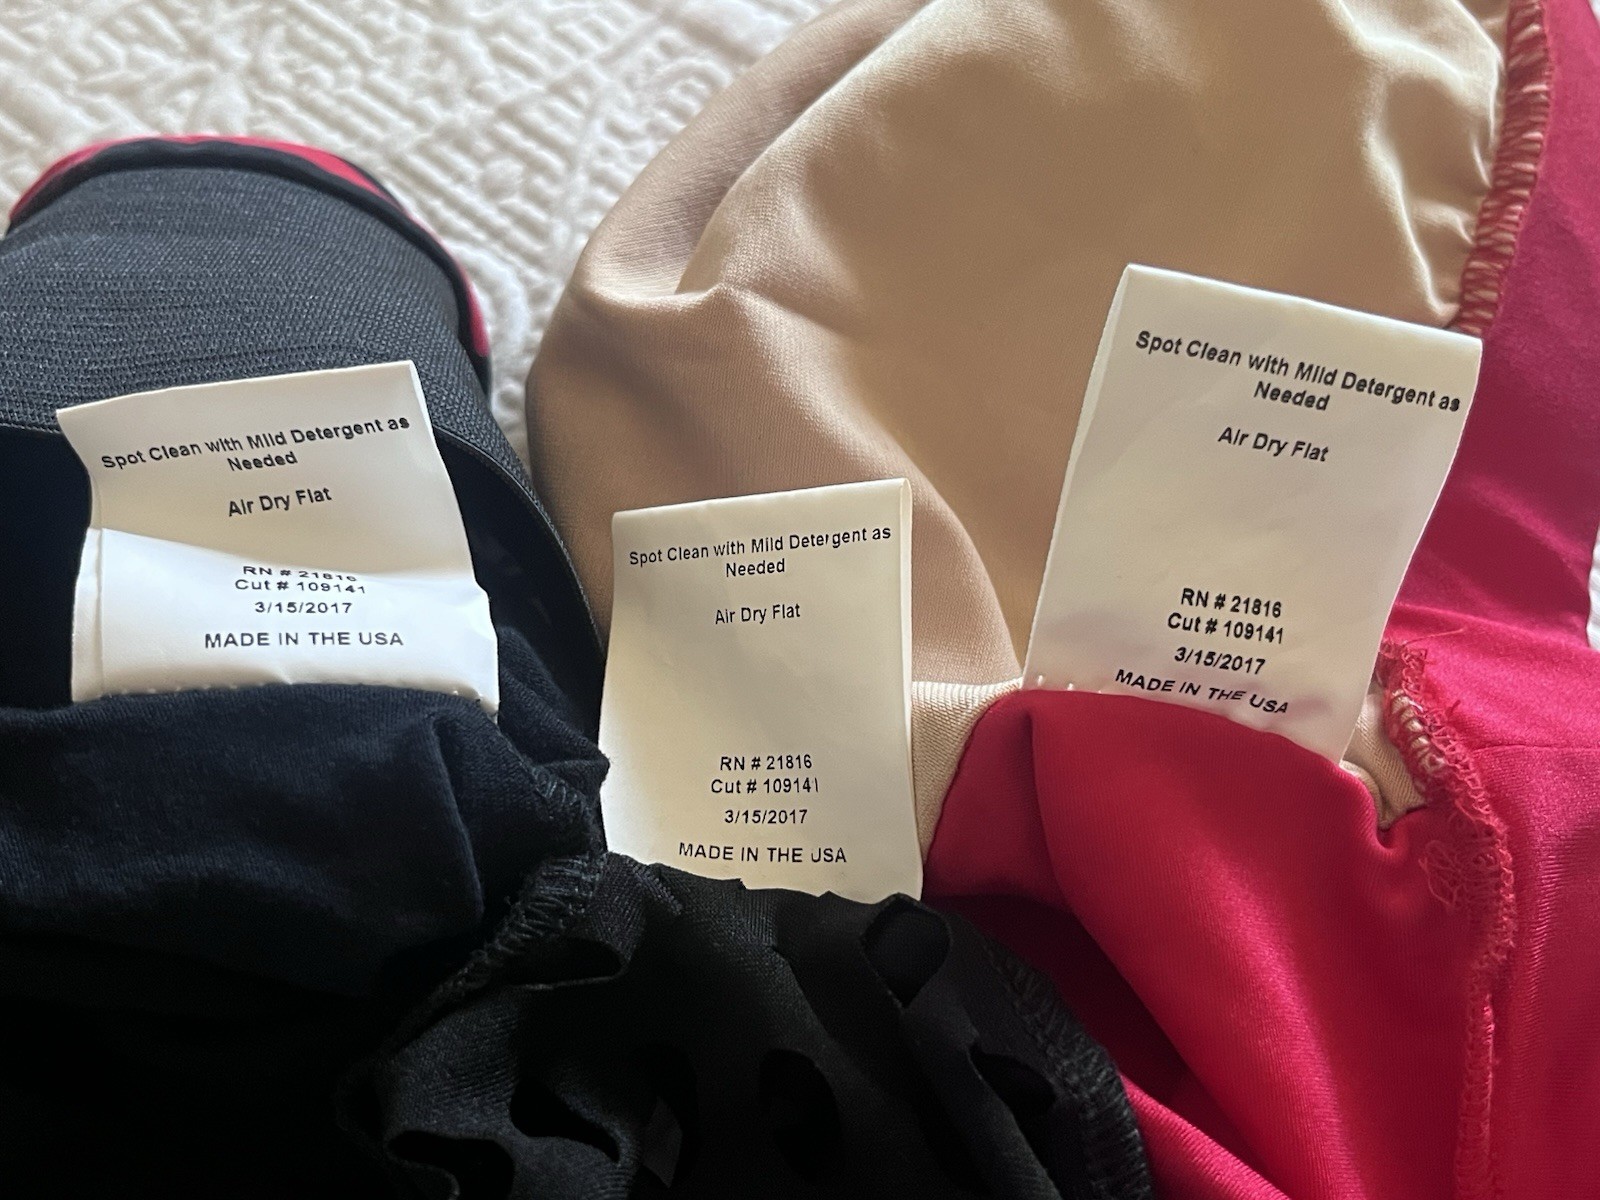 Spot Clean with Mild Detergent as
Needed
Air Dry Flat
RN # 21816
Cut # 109141
3/15/2017
MADE IN THE USA
Spot Clean with Mild Detergent as
Needed
Air Dry Flat
RN # 21816
Cut # 109141
3/15/2017
MADE IN THE USA
Spot Clean with Mild Detergent as
Needed
Air Dry Flat
RN # 21816
Cut # 109141
3/15/2017
MADE IN THE USA